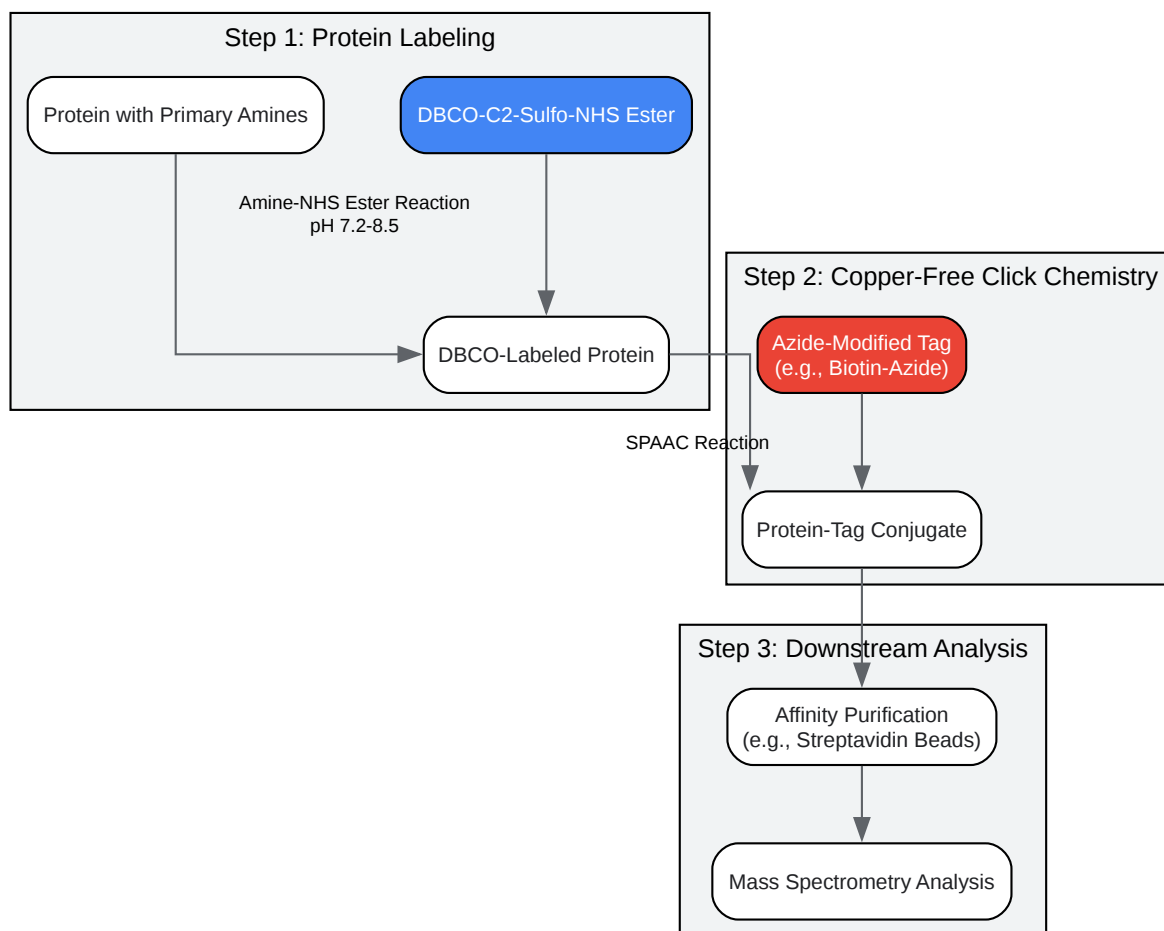 Step 1: Protein Labeling
Protein with Primary Amines
DBCO-C2-Sulfo-NHS Ester
Amine-NHS Ester Reaction
pH 7.2-8.5
DBCO-Labeled Protein
Step 2: Copper-Free Click Chemistry
Azide-Modified Tag
(e.g., Biotin-Azide)
SPAAC Reaction
Protein-Tag Conjugate
Step 3: Downstream Analysis
Affinity Purification
(e.g., Streptavidin Beads)
Mass Spectrometry Analysis